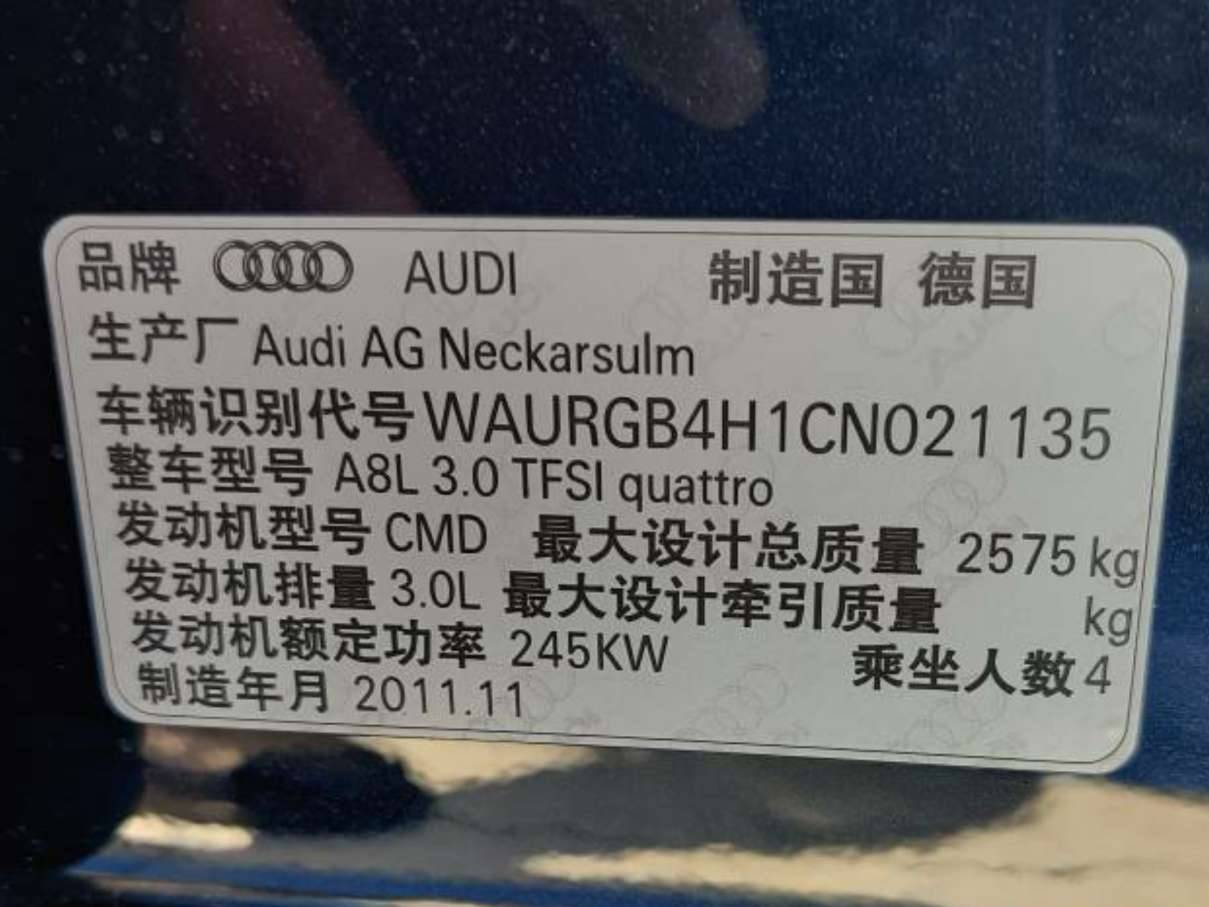 品牌 AUDI 制造国 德国
生产厂 Audi AG Neckarsulm
车辆识别代号 WAURGB4H1CN021135
整车型号 A8L 3.0 TFSI quattro
发动机型号 CMD 最大设计总质量 2575 kg
发动机排量 3.0L 最大设计牵引质量 kg
发动机额定功率 245KW 乘坐人数 4
制造年月 2011.11